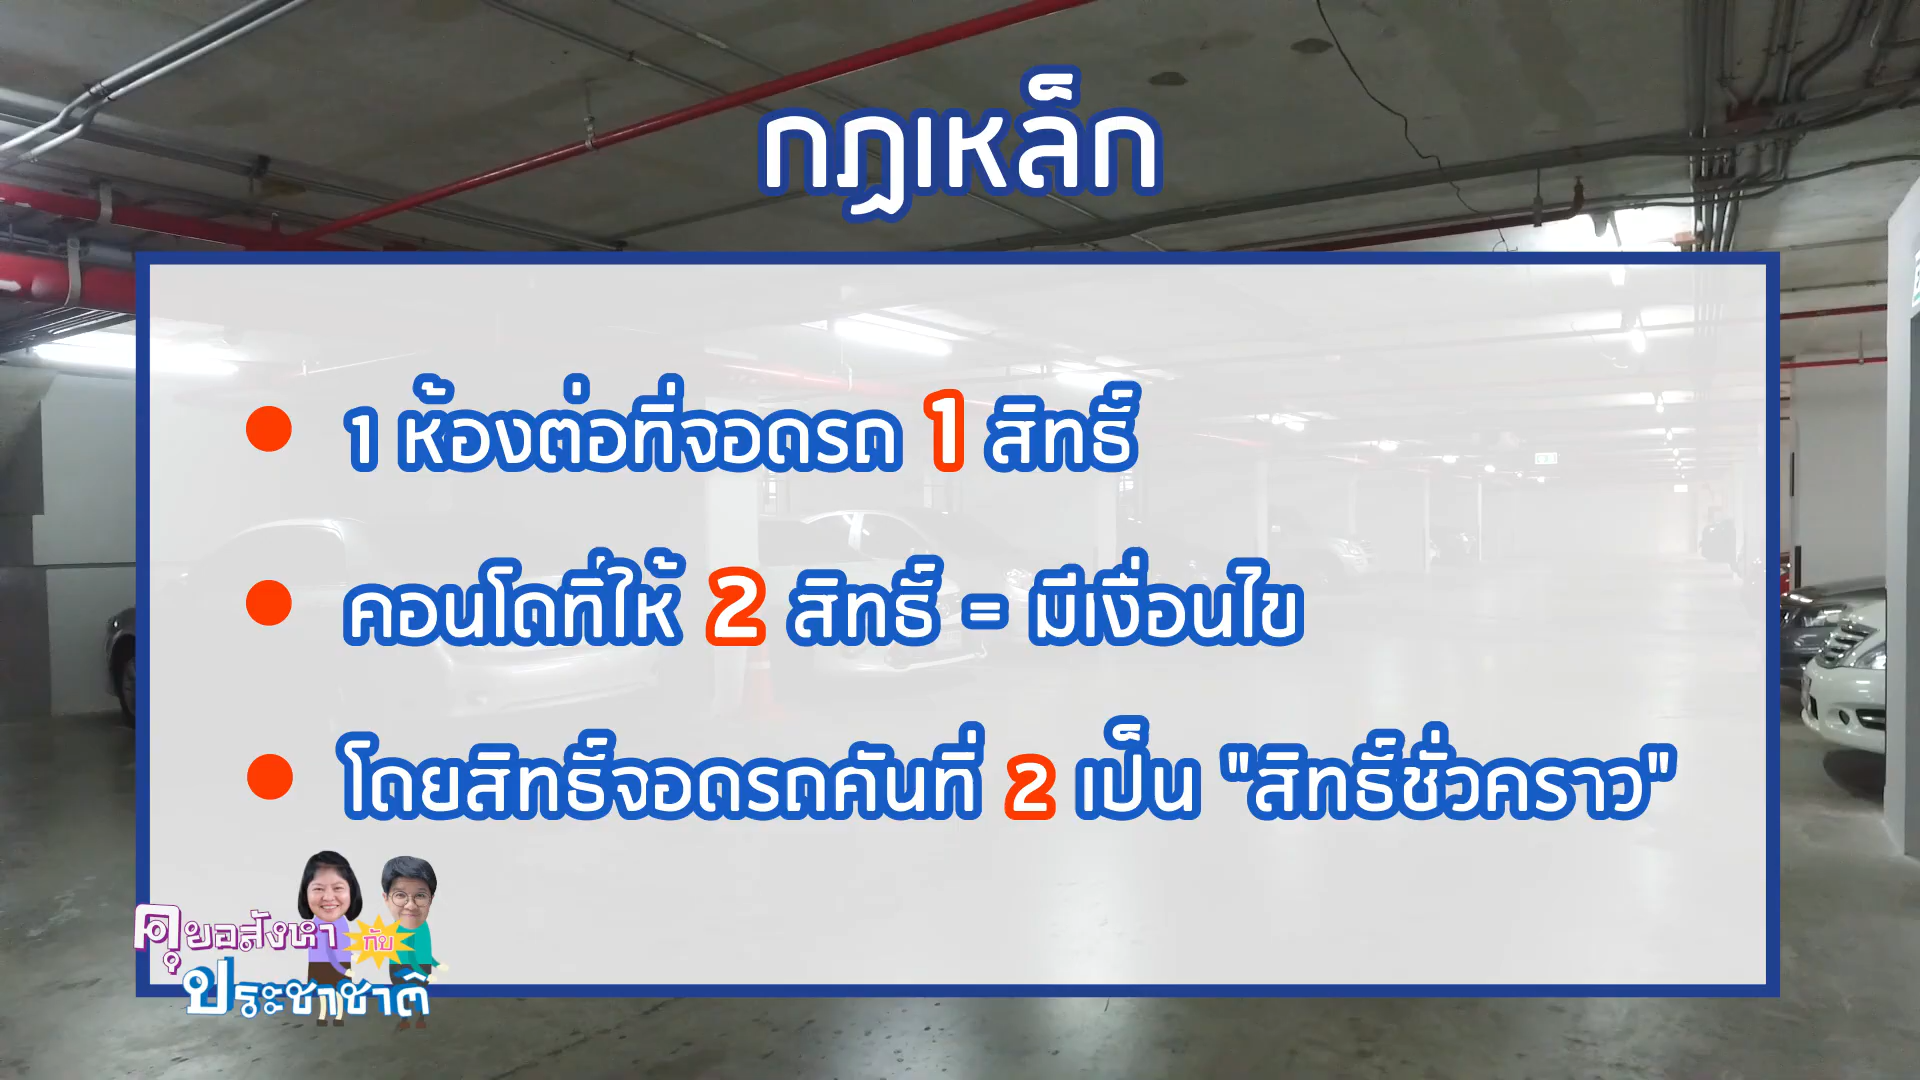 กฎเหล็ก
1 ห้องต่อที่จอดรถ 1 สิทธิ์
คอนโดที่ให้ 2 สิทธิ์ = มีเงื่อนไข
โดยสิทธิ์จอดรถคันที่ 2 เป็น "สิทธิ์ชั่วคราว"
คุยอสังหา
กับ
ประชาชาติ